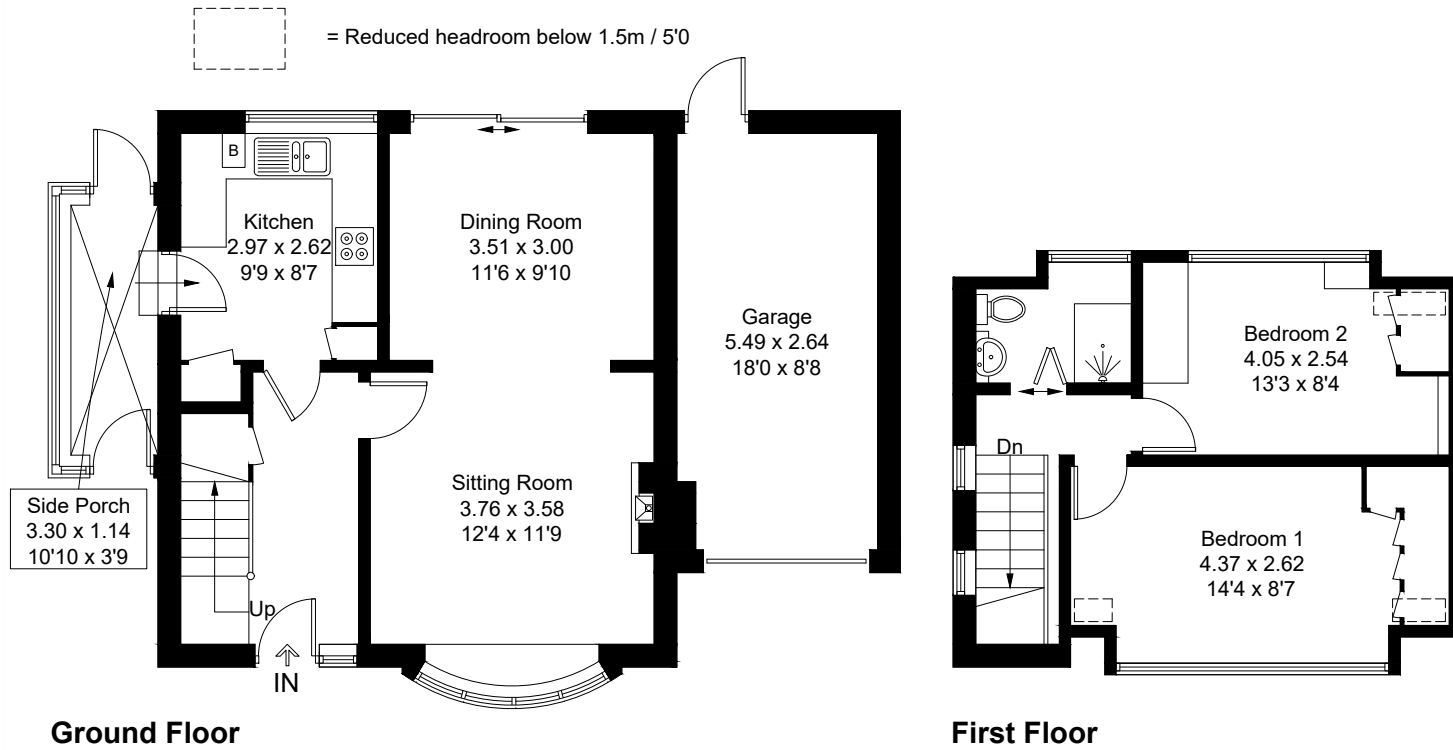 = Reduced headroom below 1.5m / 5'0
B
Kitchen
2.97 x 2.62
9'9 x 8'7
Dining Room
3.51 x 3.00
11'6 x 9'10
Garage
5.49 x 2.64
18'0 x 8'8
Side Porch
3.30 x 1.14
10'10 x 3'9
Sitting Room
3.76 x 3.58
12'4 x 11'9
Up
IN
Ground Floor
Bedroom 2
4.05 x 2.54
13'3 x 8'4
Dn
Bedroom 1
4.37 x 2.62
14'4 x 8'7
First Floor